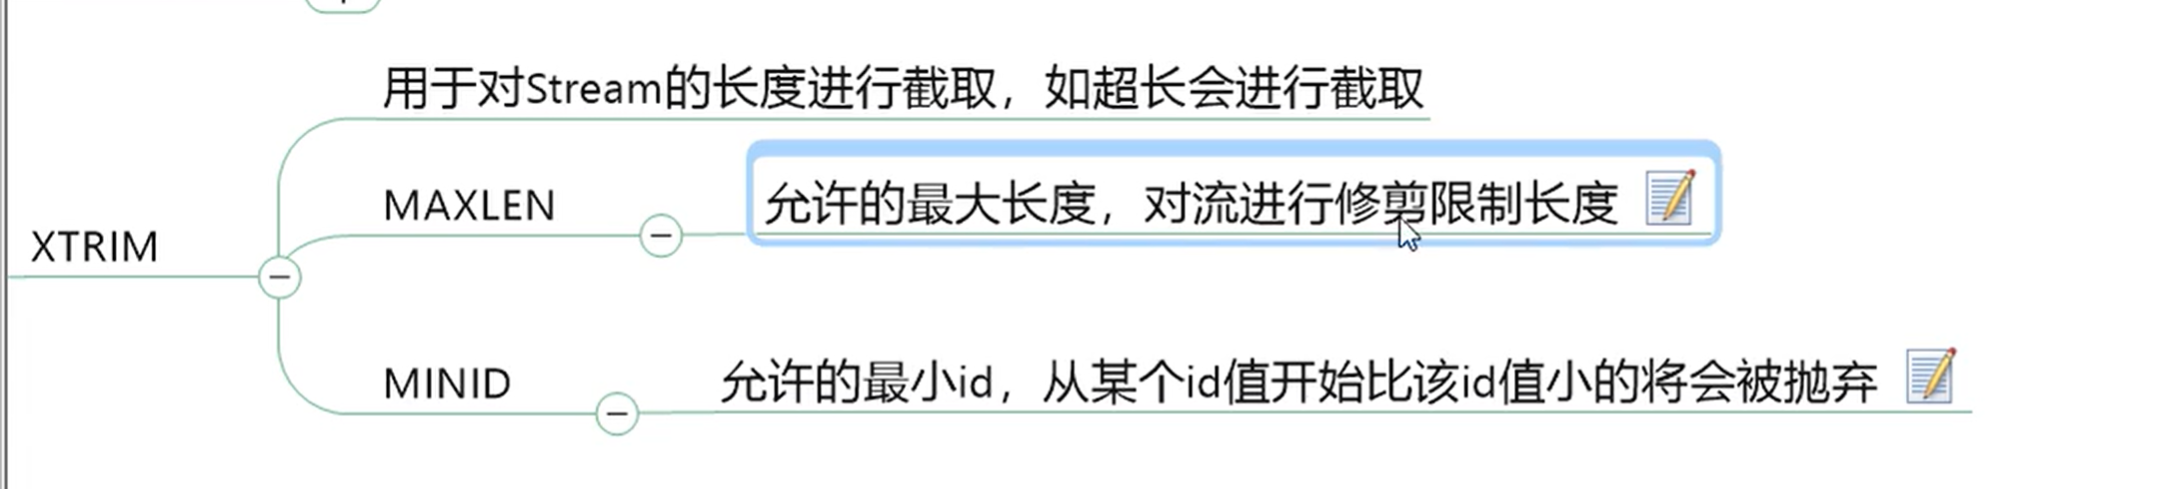 用于对Stream的长度进行截取，如超长会进行截取
MAXLEN
允许的最大长度，对流进行修剪限制长度
XTRIM
MINID
允许的最小id，从某个id值开始比该id值小的将会被抛弃